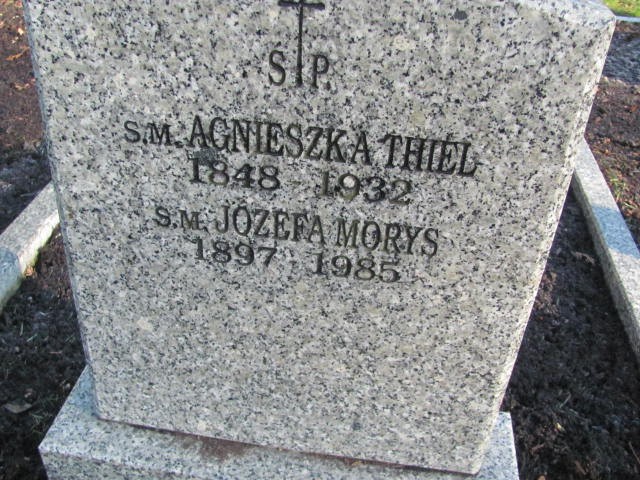 Ś.P.
S.M. AGNIESZKA THIEL
1848 - 1932
S.M. JÓZEFA MORYS
1897 - 1985